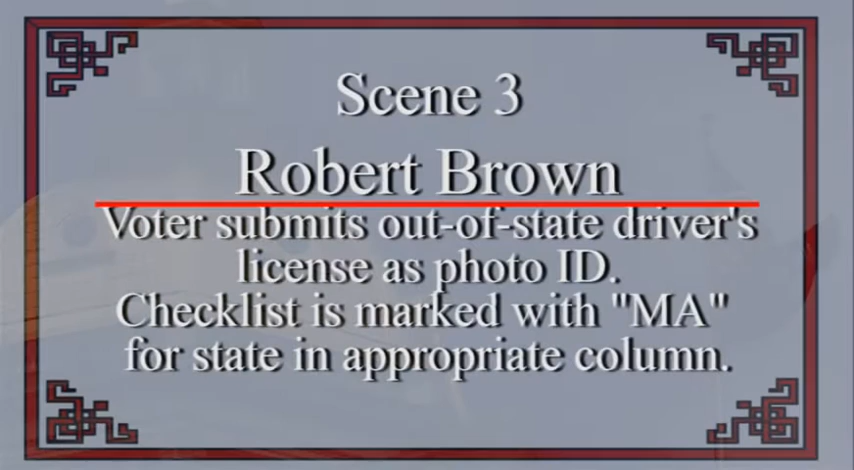 Scene 3
Robert Brown
Voter submits out-of-state driver's
license as photo ID.
Checklist is marked with "MA"
for state in appropriate column.